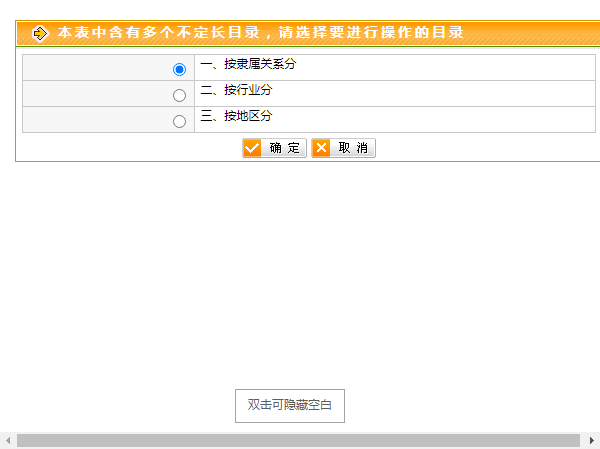 本表中含有多个不定长目录，请选择要进行操作的目录
一、按隶属关系分
二、按行业分
三、按地区分
确 定 取 消
双击可隐藏空白